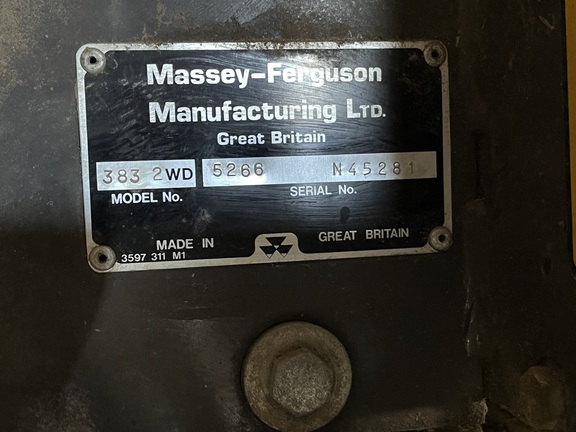 Massey-Ferguson
Manufacturing LTD.
Great Britain
383 2WD 5266 N45281
MODEL No. SERIAL No.
MADE IN GREAT BRITAIN
3597 311 M1